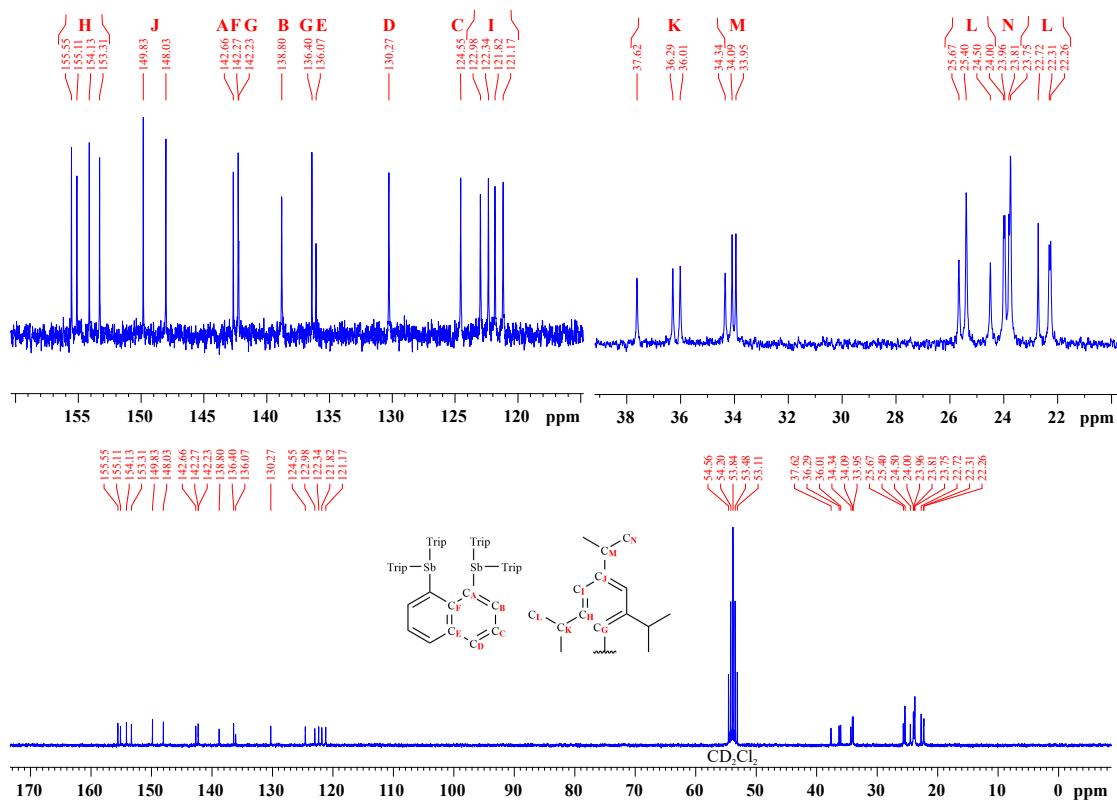 H J A F G B G E D C I K M L N L
155.55 155.11 154.13 153.31 149.83 148.03 142.66 142.27 142.23 138.80 136.40 136.07 130.27 124.55 122.98 122.34 121.82 121.17
37.62 36.29 36.01 34.34 34.09 33.95 25.67 25.40 24.50 24.00 23.96 23.81 23.75 22.72 22.31 22.26
155 150 145 140 135 130 125 120 ppm
38 36 34 32 30 28 26 24 22 ppm
155.55 155.11 154.13 153.31 149.83 148.03 142.66 142.27 142.23 138.80 136.40 136.07 130.27 124.55 122.98 122.34 121.82 121.17
54.56 54.20 53.84 53.48 53.11
37.62 36.29 36.01 34.34 34.09 33.95 25.67 25.40 24.50 24.00 23.96 23.81 23.75 22.72 22.31 22.26
Trip Trip
Trip Sb Sb Trip
CA CF CB CE CC CD
CN CM CJ CI CL CH CK CG
CD2Cl2
170 160 150 140 130 120 110 100 90 80 70 60 50 40 30 20 10 0 ppm